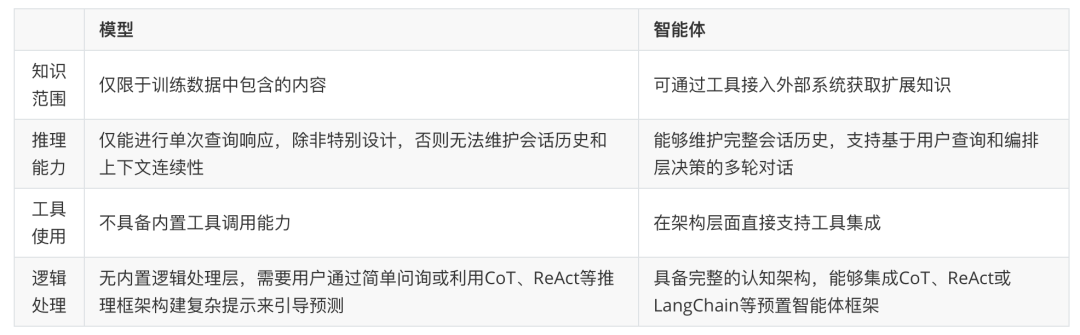 模型 智能体
知识
范围
仅限于训练数据中包含的内容
可通过工具接入外部系统获取扩展知识
推理
能力
仅能进行单次查询响应，除非特别设计，否则无法维护会话历史和
上下文连续性
能够维护完整会话历史，支持基于用户查询和编排
层决策的多轮对话
工具
使用
不具备内置工具调用能力
在架构层面直接支持工具集成
逻辑
处理
无内置逻辑处理层，需要用户通过简单问询或利用CoT、ReAct等推
理框架构建复杂提示来引导预测
具备完整的认知架构，能够集成CoT、ReAct或
LangChain等预置智能体框架